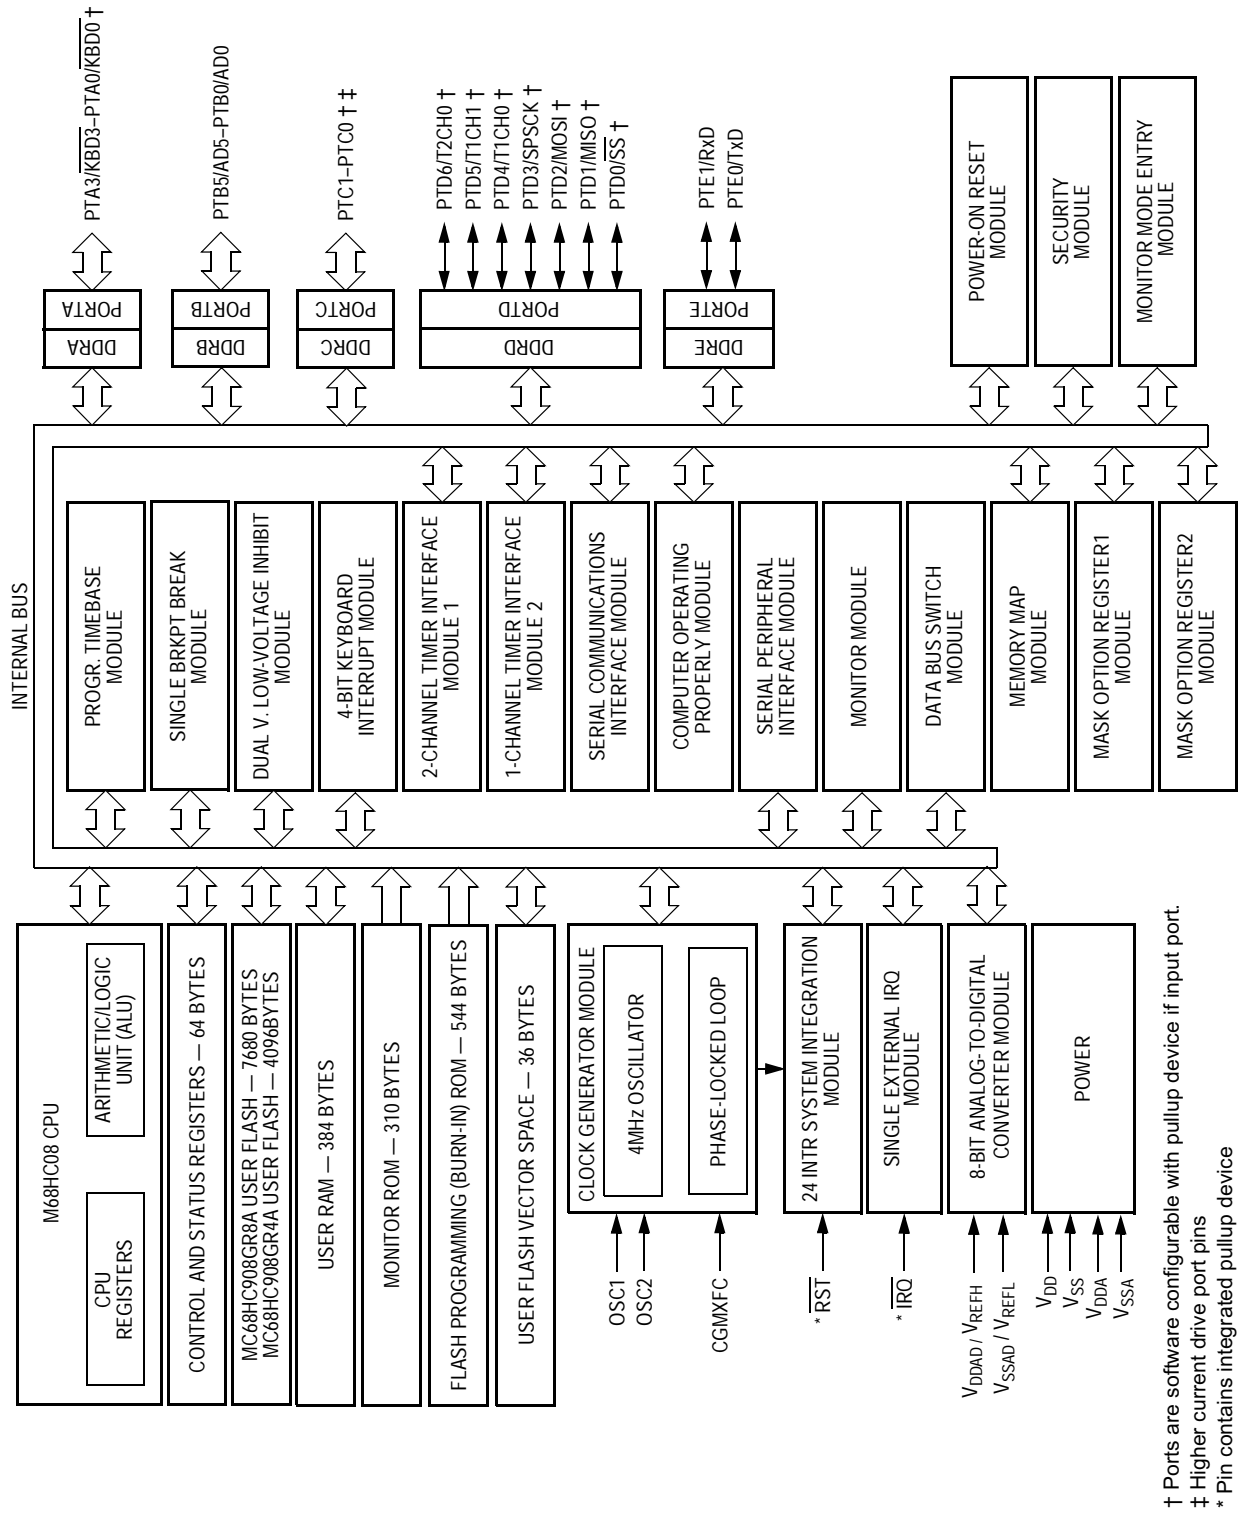 INTERNAL BUS
M68HC08 CPU
CPU
REGISTERS
ARITHMETIC/LOGIC
UNIT (ALU)
CONTROL AND STATUS REGISTERS — 64 BYTES
MC68HC908GR8A USER FLASH — 7680 BYTES
MC68HC908GR4A USER FLASH — 4096BYTES
USER RAM — 384 BYTES
MONITOR ROM — 310 BYTES
FLASH PROGRAMMING (BURN-IN) ROM — 544 BYTES
USER FLASH VECTOR SPACE — 36 BYTES
CLOCK GENERATOR MODULE
4MHz OSCILLATOR
PHASE-LOCKED LOOP
OSC1
OSC2
CGMXFC
24 INTR SYSTEM INTEGRATION
MODULE
* RST
SINGLE EXTERNAL IRQ
MODULE
* IRQ
8-BIT ANALOG-TO-DIGITAL
CONVERTER MODULE
VDDAD / VREFH
VSSAD / VREFL
POWER
VDD
VSS
VDDA
VSSA
PROGR. TIMEBASE
MODULE
SINGLE BRKPT BREAK
MODULE
DUAL V. LOW-VOLTAGE INHIBIT
MODULE
4-BIT KEYBOARD
INTERRUPT MODULE
2-CHANNEL TIMER INTERFACE
MODULE 1
1-CHANNEL TIMER INTERFACE
MODULE 2
SERIAL COMMUNICATIONS
INTERFACE MODULE
COMPUTER OPERATING
PROPERLY MODULE
SERIAL PERIPHERAL
INTERFACE MODULE
MONITOR MODULE
DATA BUS SWITCH
MODULE
MEMORY MAP
MODULE
MASK OPTION REGISTER1
MODULE
MASK OPTION REGISTER2
MODULE
DDRA
PORTA
PTA3/KBD3–PTA0/KBD0 †
DDRB
PORTB
PTB5/AD5–PTB0/AD0
DDRC
PORTC
PTC1–PTC0 † ‡
DDRD
PORTD
PTD6/T2CH0 †
PTD5/T1CH1 †
PTD4/T1CH0 †
PTD3/SPSCK †
PTD2/MOSI †
PTD1/MISO †
PTD0/SS †
DDRE
PORTE
PTE1/RxD
PTE0/TxD
POWER-ON RESET
MODULE
SECURITY
MODULE
MONITOR MODE ENTRY
MODULE
† Ports are software configurable with pullup device if input port.
‡ Higher current drive port pins
* Pin contains integrated pullup device